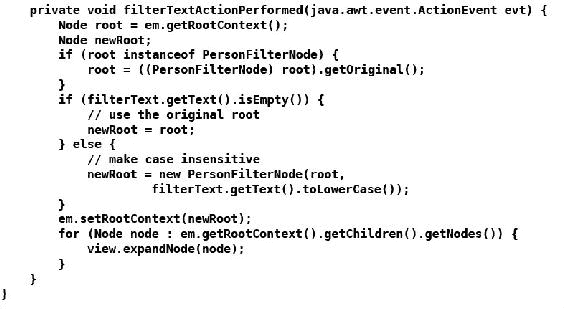 private void filterTextActionPerformed(java.awt.event.ActionEvent evt) {
Node root = em.getRootContext();
Node newRoot;
if (root instanceof PersonFilterNode) {
root = ((PersonFilterNode) root).getOriginal();
}
if (filterText.getText().isEmpty()) {
// use the original root
newRoot = root;
} else {
// make case insensitive
newRoot = new PersonFilterNode(root,
filterText.getText().toLowerCase());
}
em.setRootContext(newRoot);
for (Node node : em.getRootContext().getChildren().getNodes()) {
view.expandNode(node);
}
}
}